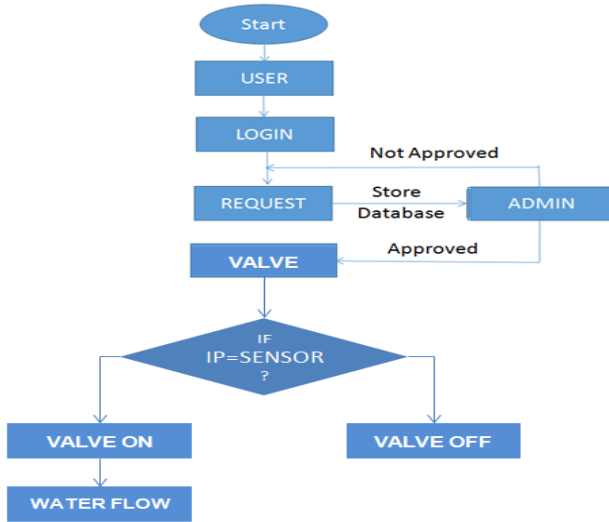 Start
USER
LOGIN
Not Approved
REQUEST
Store
Database
ADMIN
Approved
VALVE
IF
IP=SENSOR
?
VALVE ON
VALVE OFF
WATER FLOW